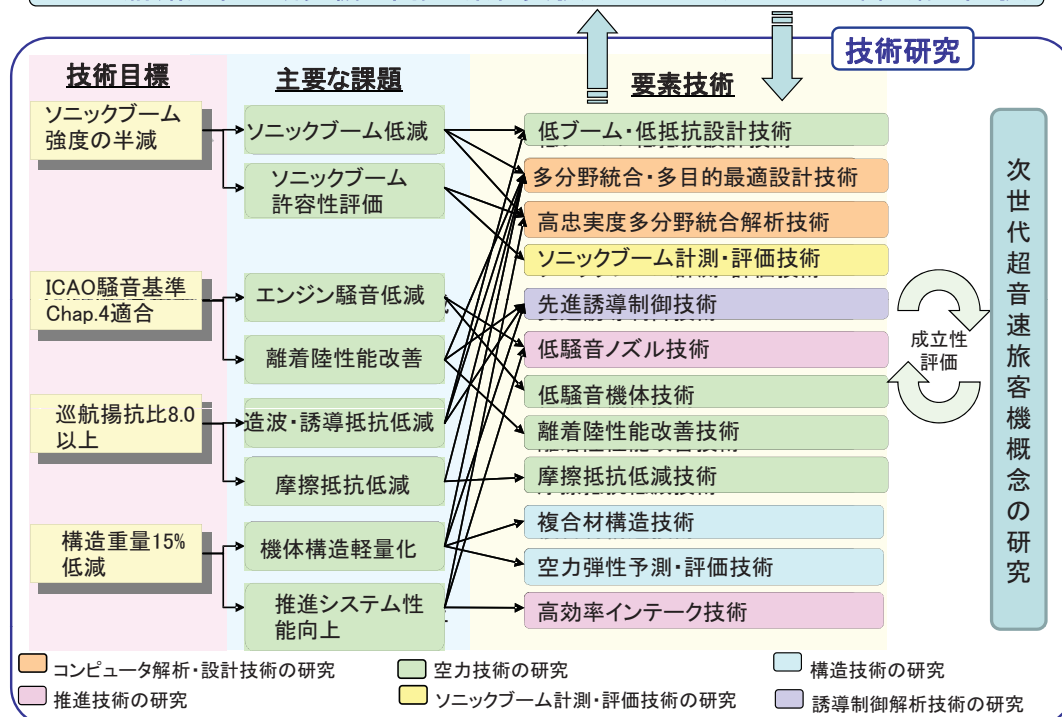 技術研究
技術目標
主要な課題
要素技術
ソニックブーム
強度の半減
ICAO騒音基準
Chap.4適合
巡航揚抗比8.0
以上
構造重量15%
低減
ソニックブーム低減
ソニックブーム
許容性評価
エンジン騒音低減
離着陸性能改善
造波・誘導抵抗低減
摩擦抵抗低減
機体構造軽量化
推進システム性
能向上
低ブーム・低抵抗設計技術
多分野統合・多目的最適設計技術
高忠実度多分野統合解析技術
ソニックブーム計測・評価技術
先進誘導制御技術
低騒音ノズル技術
低騒音機体技術
離着陸性能改善技術
摩擦抵抗低減技術
複合材構造技術
空力弾性予測・評価技術
高効率インテーク技術
成立性
評価
次世代超音速旅客機概念の研究
コンピュータ解析・設計技術の研究
空力技術の研究
構造技術の研究
推進技術の研究
ソニックブーム計測・評価技術の研究
誘導制御解析技術の研究